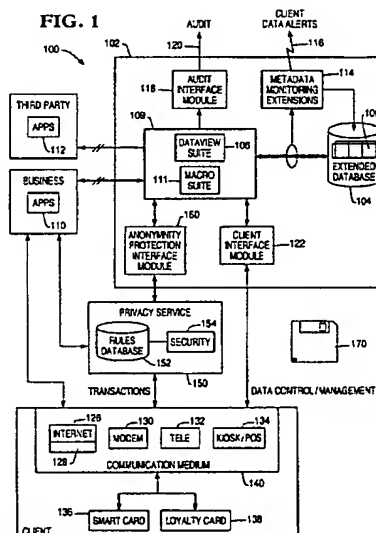 FIG. 1
100
AUDIT
120
CLIENT
DATA ALERTS
116
102
118
AUDIT
INTERFACE
MODULE
METADATA
MONITORING
EXTENSIONS
114
THIRD PARTY
APPS
112
109
DATAVIEW
SUITE
108
111
MACRO
SUITE
EXTENDED
DATABASE
104
BUSINESS
APPS
110
160
ANONYMNITY
PROTECTION
INTERFACE
MODULE
CLIENT
INTERFACE
MODULE
122
PRIVACY SERVICE
RULES
DATABASE
152
154
SECURITY
150
170
TRANSACTIONS
DATA CONTROL/MANAGEMENT
126
INTERNET
128
130
MODEM
132
TELE
134
KIOSK/POS
COMMUNICATION MEDIUM
140
136
SMART CARD
LOYALTY CARD
138
CLIENT